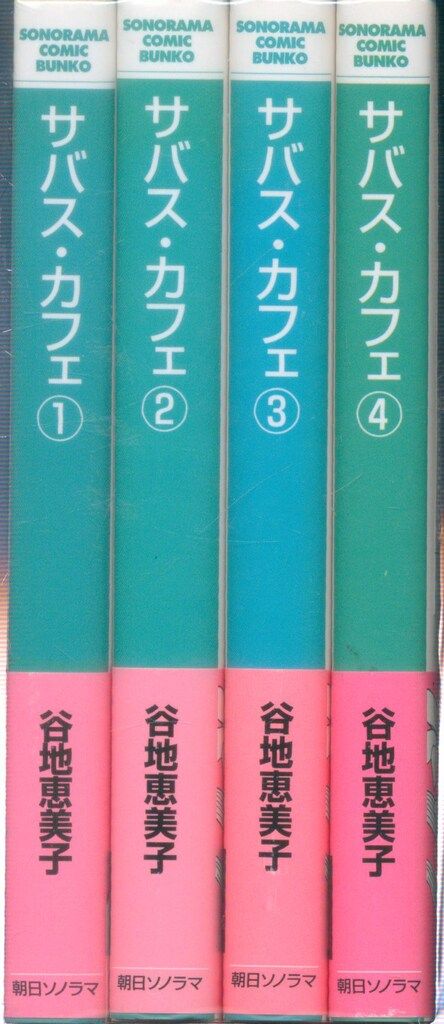 SONORAMA
COMIC
BUNKO
サバス・カフェ①
谷地恵美子
朝日ソノラマ
SONORAMA
COMIC
BUNKO
サバス・カフェ②
谷地恵美子
朝日ソノラマ
SONORAMA
COMIC
BUNKO
サバス・カフェ③
谷地恵美子
朝日ソノラマ
SONORAMA
COMIC
BUNKO
サバス・カフェ④
谷地恵美子
朝日ソノラマ